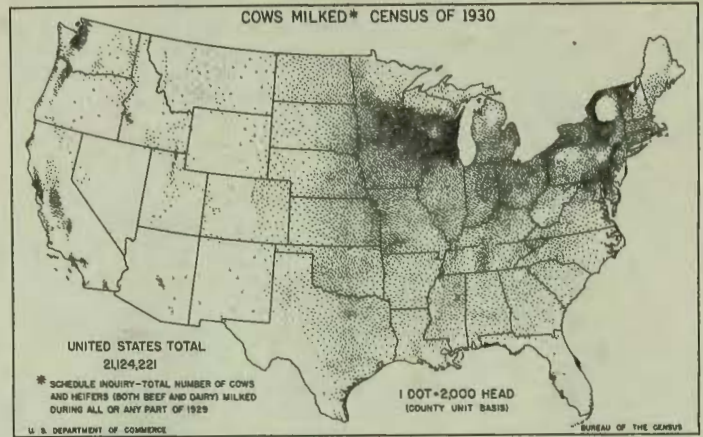 COWS MILKED* CENSUS OF 1930
UNITED STATES TOTAL
21,124,221
* SCHEDULE INQUIRY-TOTAL NUMBER OF COWS
AND HEIFERS (BOTH BEEF AND DAIRY) MILKED
DURING ALL OR ANY PART OF 1929
1 DOT=2,000 HEAD
(COUNTY UNIT BASIS)
U. S. DEPARTMENT OF COMMERCE
BUREAU OF THE CENSUS